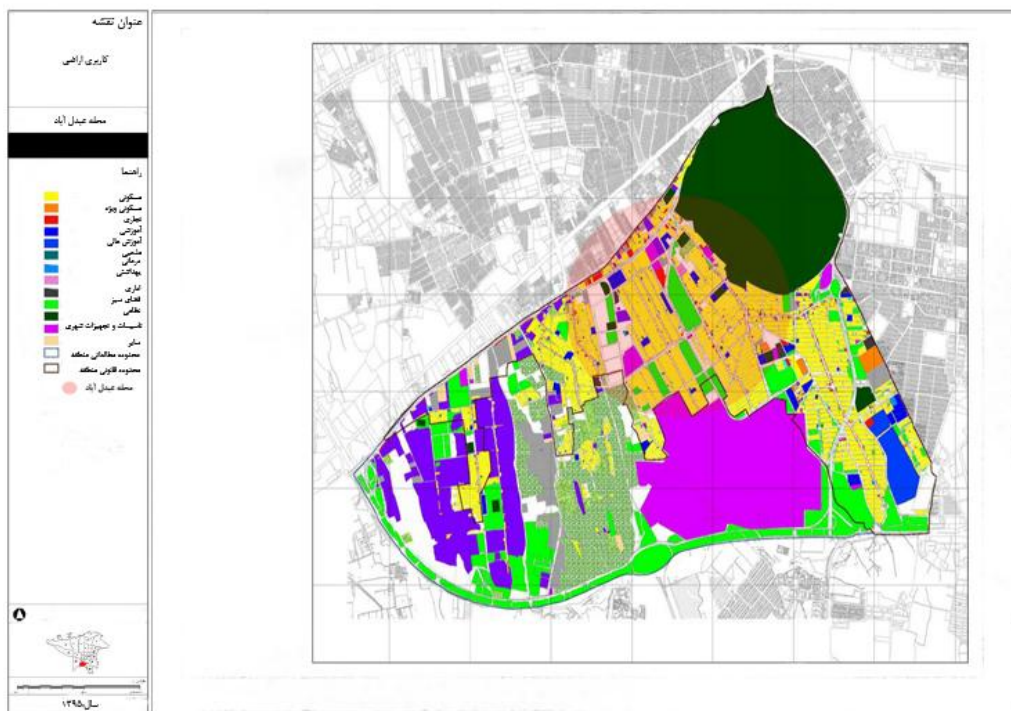 عنوان نقشه
کاربری اراضی
محله عبدل آباد
راهنما
مسکونی
مسکونی ویژه
تجاری
آموزشی
آموزش عالی
مذهبی
درمانی
بهداشتی
اداری
فضای سبز
نظامی
تاسیسات و تجهیزات شهری
سایر
محدوده مطالعاتی منطقه
محدوده قانونی منطقه
محله عبدل آباد
سال:۱۳۹۵